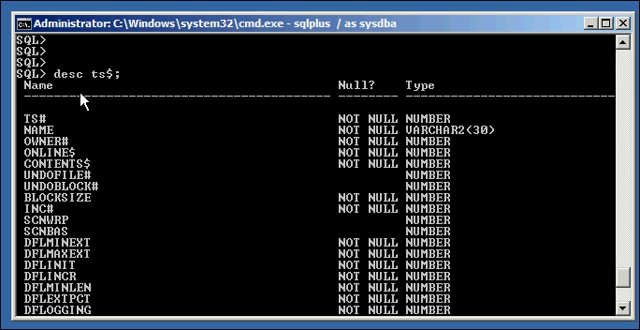 Administrator: C:\Windows\system32\cmd.exe - sqlplus / as sysdba
SQL>
SQL>
SQL>
SQL> desc ts$;
Name Null? Type
----------------------------------------- -------- ----------------------------
TS# NOT NULL NUMBER
NAME NOT NULL VARCHAR2(30)
OWNER# NOT NULL NUMBER
ONLINE$ NOT NULL NUMBER
CONTENTS$ NOT NULL NUMBER
UNDOFILE# NUMBER
UNDOBLOCK# NUMBER
BLOCKSIZE NOT NULL NUMBER
INC# NOT NULL NUMBER
SCNWRP NUMBER
SCNBAS NUMBER
DFLMINEXT NOT NULL NUMBER
DFLMAXEXT NOT NULL NUMBER
DFLINIT NOT NULL NUMBER
DFLINCR NOT NULL NUMBER
DFLMINLEN NOT NULL NUMBER
DFLEXTPCT NOT NULL NUMBER
DFLOGGING NOT NULL NUMBER